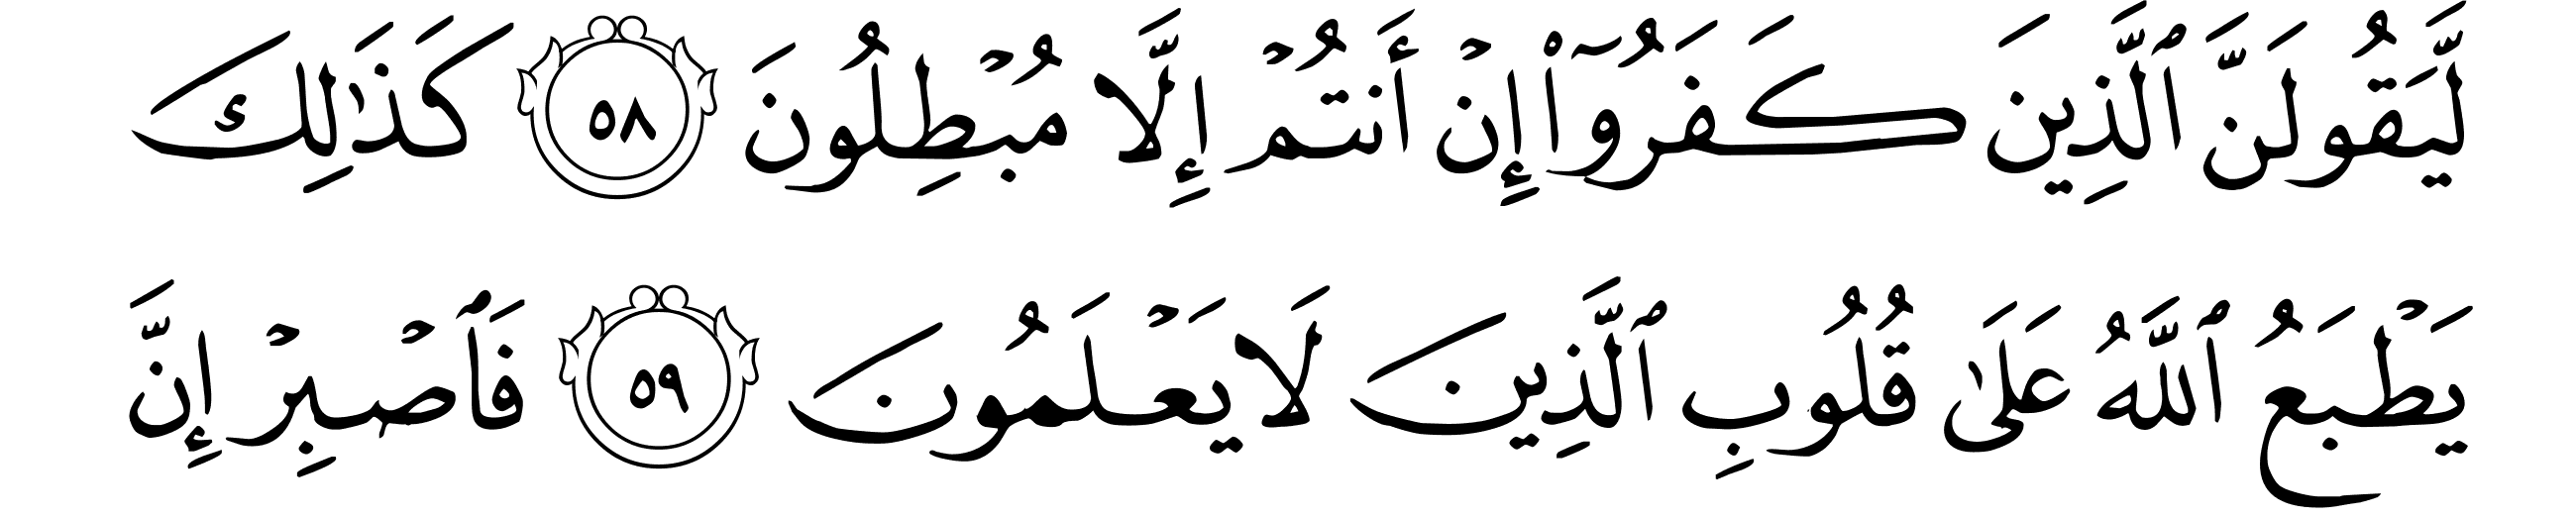 لَّيَقُولَنَّ ٱلَّذِينَ كَفَرُوٓا۟ إِنْ أَنتُمْ إِلَّا مُبْطِلُونَ ٥٨ كَذَٰلِكَ
يَطْبَعُ ٱللَّهُ عَلَىٰ قُلُوبِ ٱلَّذِينَ لَا يَعْلَمُونَ ٥٩ فَٱصْبِرْ إِنَّ